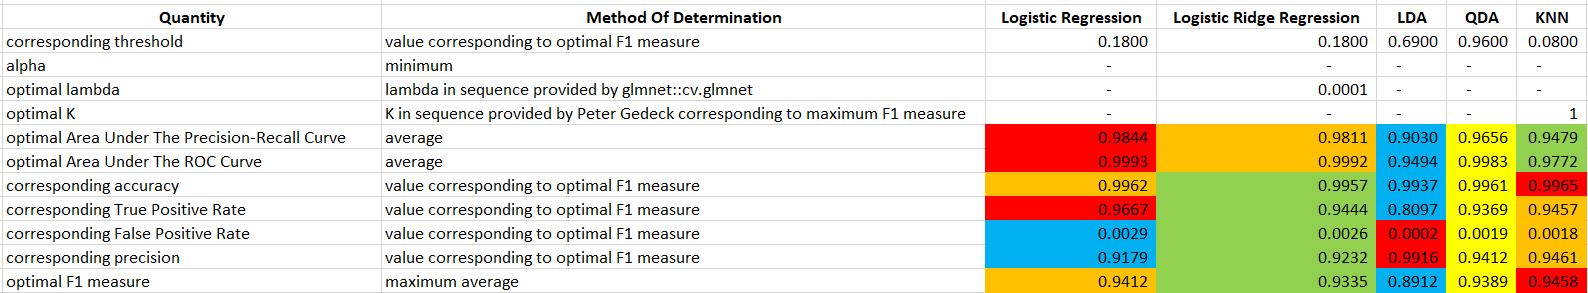 Quantity Method Of Determination Logistic Regression Logistic Ridge Regression LDA QDA KNN
corresponding threshold value corresponding to optimal F1 measure 0.1800 0.1800 0.6900 0.9600 0.0800
alpha minimum - - - - -
optimal lambda lambda in sequence provided by glmnet::cv.glmnet - 0.0001 - - -
optimal K K in sequence provided by Peter Gedeck corresponding to maximum F1 measure - - - - 1
optimal Area Under The Precision-Recall Curve average 0.9844 0.9811 0.9030 0.9656 0.9479
optimal Area Under The ROC Curve average 0.9993 0.9992 0.9494 0.9983 0.9772
corresponding accuracy value corresponding to optimal F1 measure 0.9962 0.9957 0.9937 0.9961 0.9965
corresponding True Positive Rate value corresponding to optimal F1 measure 0.9667 0.9444 0.8097 0.9369 0.9457
corresponding False Positive Rate value corresponding to optimal F1 measure 0.0029 0.0026 0.0002 0.0019 0.0018
corresponding precision value corresponding to optimal F1 measure 0.9179 0.9232 0.9916 0.9412 0.9461
optimal F1 measure maximum average 0.9412 0.9335 0.8912 0.9389 0.9458